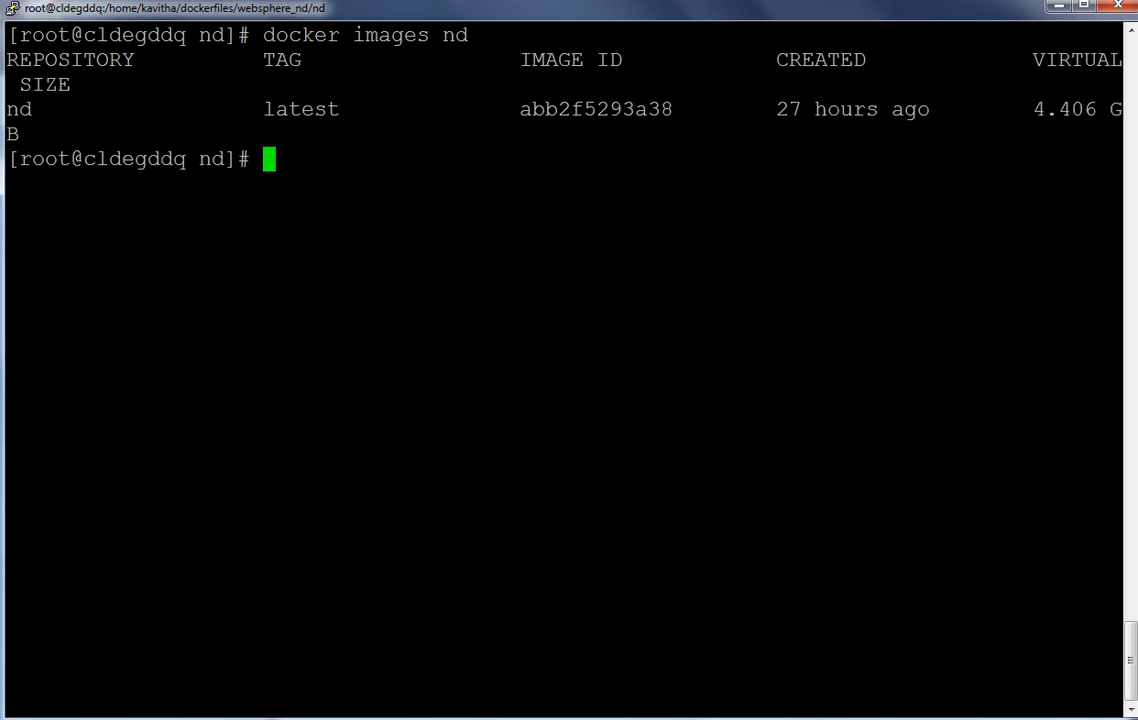 root@cldegddq:/home/kavitha/dockerfiles/websphere_nd/nd
[root@cldegddq nd]# docker images nd
REPOSITORY TAG IMAGE ID CREATED VIRTUAL
SIZE
nd latest abb2f5293a38 27 hours ago 4.406 G
B
[root@cldegddq nd]#